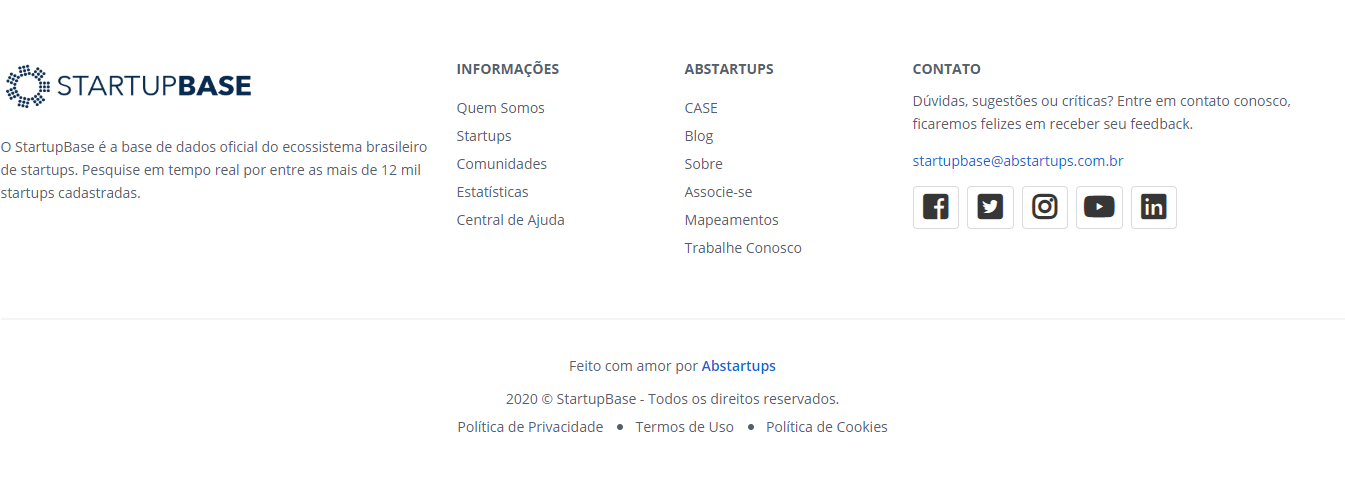 STARTUPBASE
O StartupBase é a base de dados oficial do ecossistema brasileiro
de startups. Pesquise em tempo real por entre as mais de 12 mil
startups cadastradas.
INFORMAÇÕES
Quem Somos
Startups
Comunidades
Estatísticas
Central de Ajuda
ABSTARTUPS
CASE
Blog
Sobre
Associe-se
Mapeamentos
Trabalhe Conosco
CONTATO
Dúvidas, sugestões ou críticas? Entre em contato conosco,
ficaremos felizes em receber seu feedback.
startupbase@abstartups.com.br
Feito com amor por Abstartups
2020 © StartupBase - Todos os direitos reservados.
Política de Privacidade • Termos de Uso • Política de Cookies